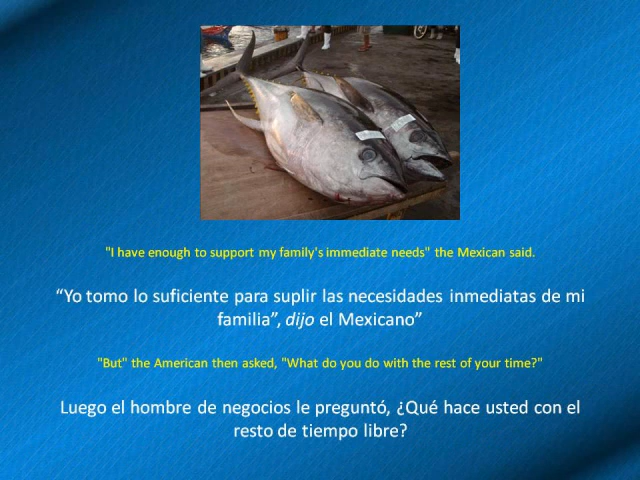 "I have enough to support my family's immediate needs" the Mexican said.
“Yo tomo lo suficiente para suplir las necesidades inmediatas de mi
familia”, dijo el Mexicano”
"But" the American then asked, "What do you do with the rest of your time?"
Luego el hombre de negocios le preguntó, ¿Qué hace usted con el
resto de tiempo libre?